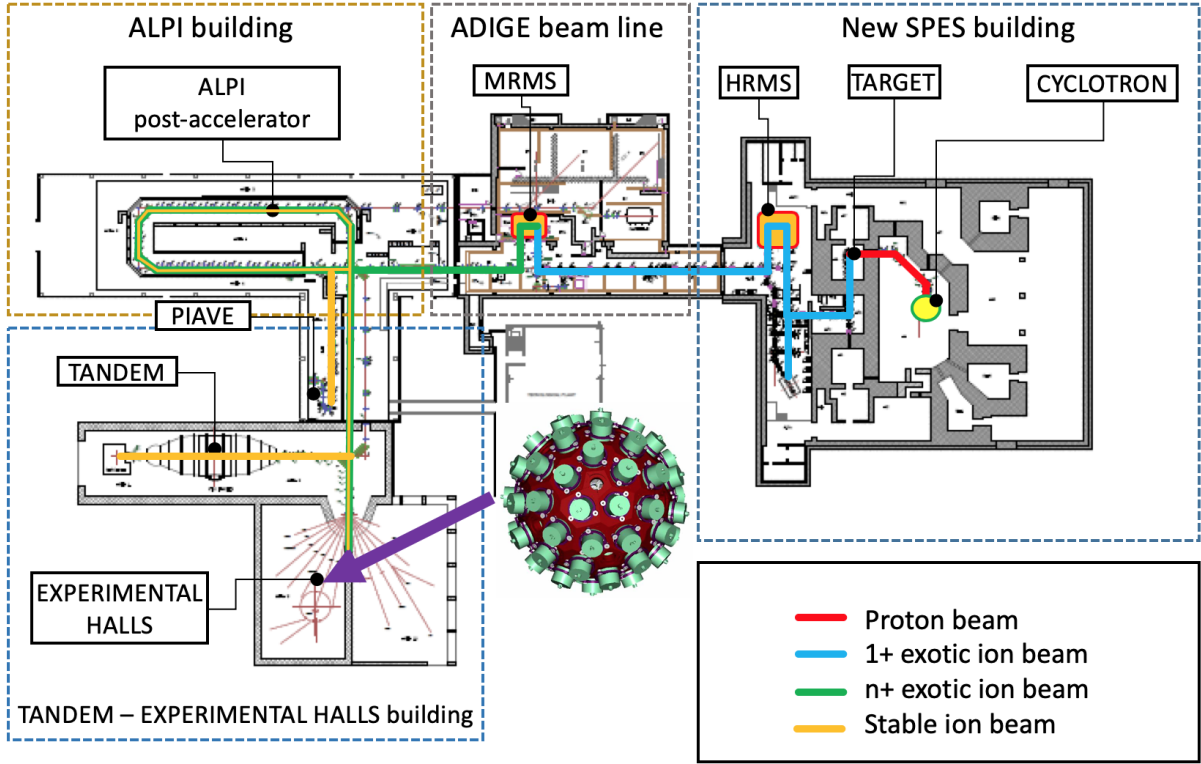 ALPI building
ADIGE beam line
New SPES building
MRMS
HRMS
TARGET
CYCLOTRON
ALPI
post-accelerator
PIAVE
TANDEM
EXPERIMENTAL
HALLS
TANDEM – EXPERIMENTAL HALLS building
Proton beam
1+ exotic ion beam
n+ exotic ion beam
Stable ion beam